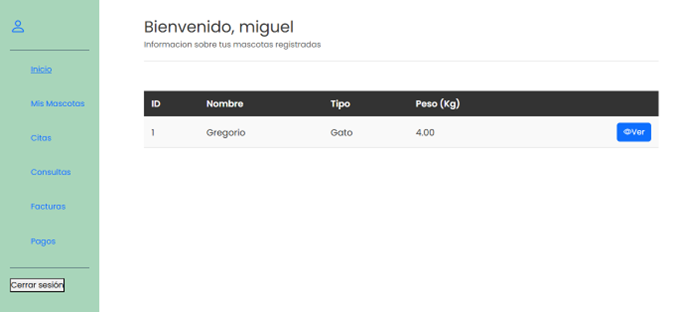 Bienvenido, miguel
Informacion sobre tus mascotas registradas
Inicio
Mis Mascotas
Citas
Consultas
Facturas
Pagos
Cerrar sesión
ID Nombre Tipo Peso (Kg)
1 Gregorio Gato 4.00 Ver